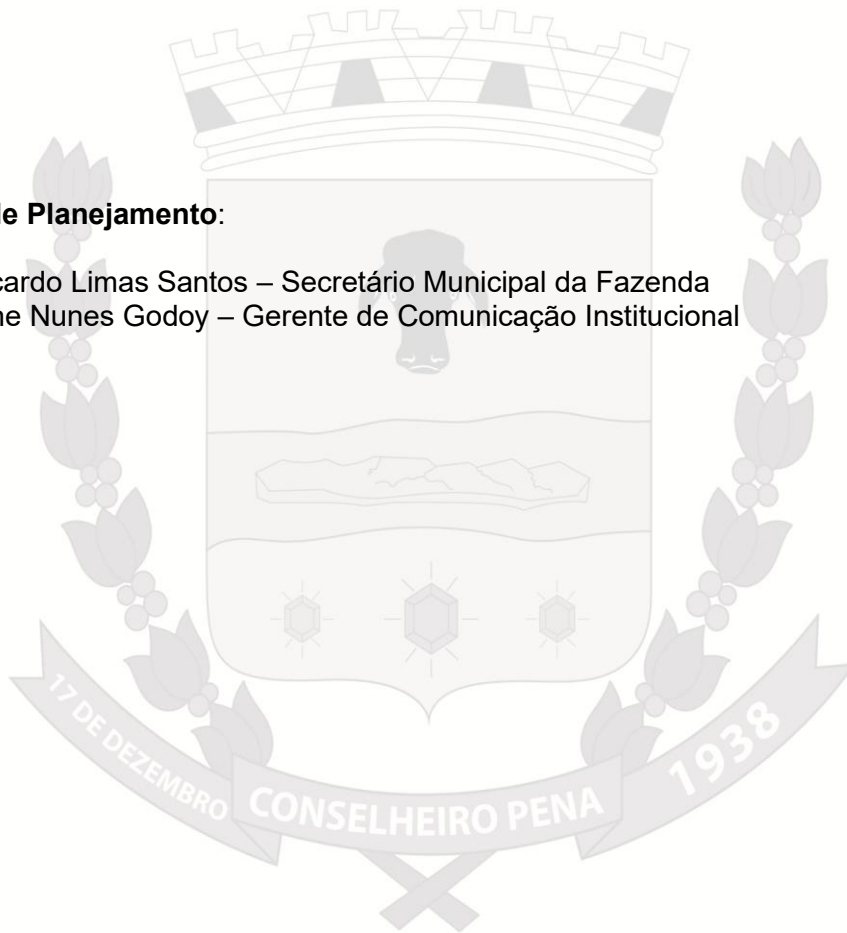 de Planejamento:
cardo Limas Santos – Secretário Municipal da Fazenda
ne Nunes Godoy – Gerente de Comunicação Institucional
17 DE DEZEMBRO
CONSELHEIRO PENA
1938